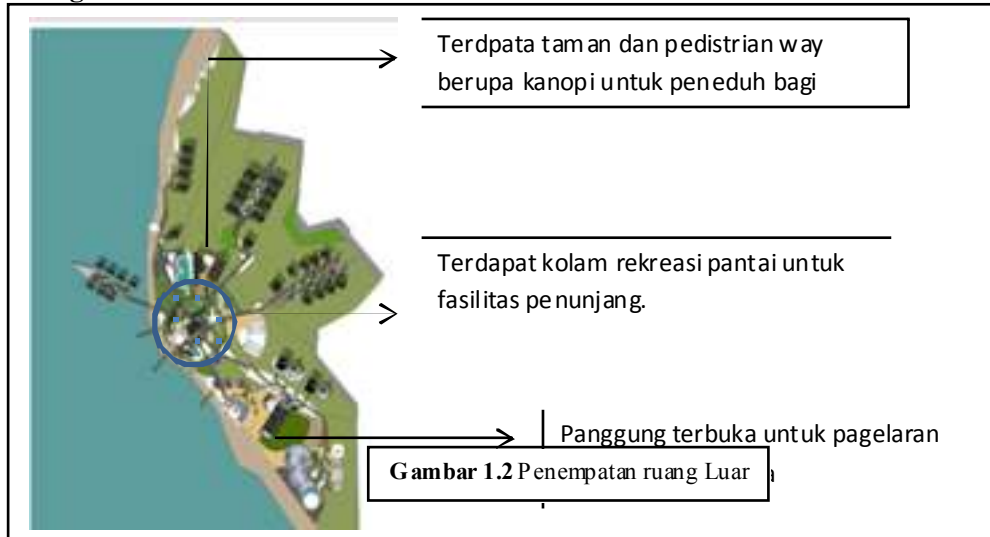 Terdpata taman dan pedistrian way
berupa kanopi untuk peneduh bagi
Terdapat kolam rekreasi pantai untuk
fasilitas penunjang.
Panggung terbuka untuk pagelaran
Gambar 1.2 Penempatan ruang Luar